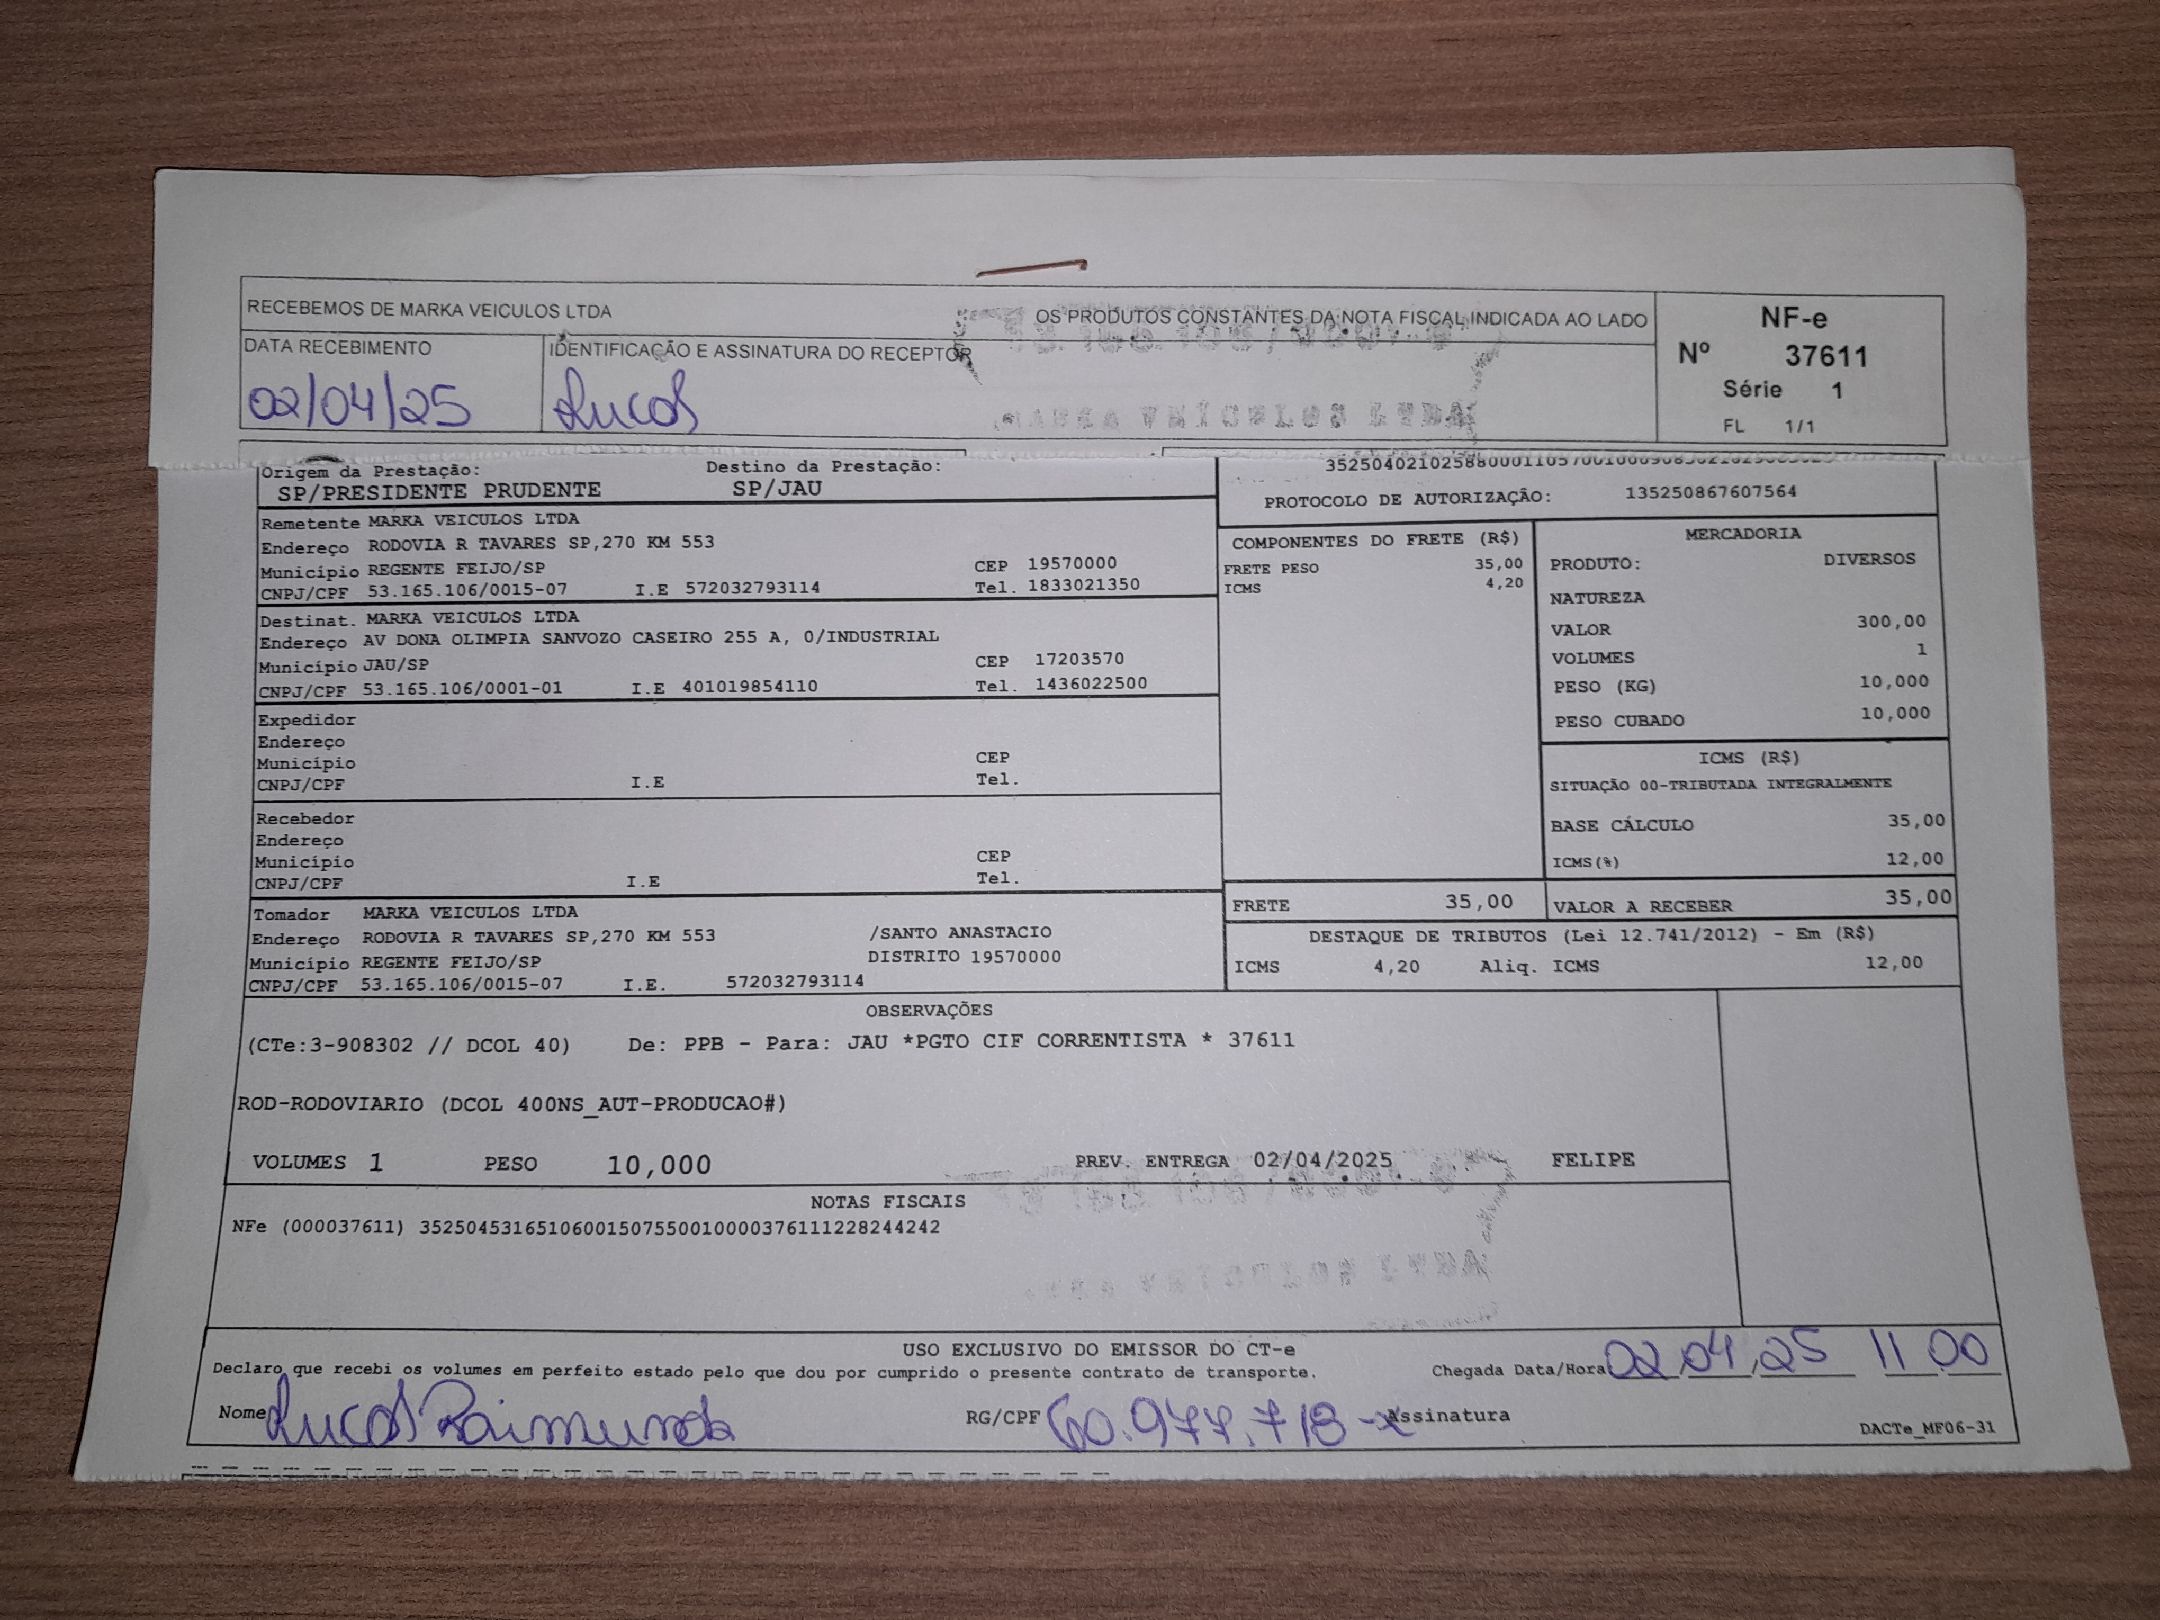 RECEBEMOS DE MARKA VEICULOS LTDA OS PRODUTOS CONSTANTES DA NOTA FISCAL INDICADA AO LADO
NF-e
Nº 37611
Série 1
FL 1/1
DATA RECEBIMENTO
02/04/25
IDENTIFICAÇÃO E ASSINATURA DO RECEPTOR
Lucas
Origem da Prestação: Destino da Prestação:
SP/PRESIDENTE PRUDENTE SP/JAU
PROTOCOLO DE AUTORIZAÇÃO: 135250867607564
Remetente MARKA VEICULOS LTDA
Endereço RODOVIA R TAVARES SP,270 KM 553
Município REGENTE FEIJO/SP CEP 19570000
CNPJ/CPF 53.165.106/0015-07 I.E 572032793114 Tel. 1833021350
Destinat. MARKA VEICULOS LTDA
Endereço AV DONA OLIMPIA SANVOZO CASEIRO 255 A, 0/INDUSTRIAL
Município JAU/SP CEP 17203570
CNPJ/CPF 53.165.106/0001-01 I.E 401019854110 Tel. 1436022500
Expedidor
Endereço
Município CEP
CNPJ/CPF I.E Tel.
Recebedor
Endereço
Município CEP
CNPJ/CPF I.E Tel.
Tomador MARKA VEICULOS LTDA
Endereço RODOVIA R TAVARES SP,270 KM 553 /SANTO ANASTACIO
Município REGENTE FEIJO/SP DISTRITO 19570000
CNPJ/CPF 53.165.106/0015-07 I.E. 572032793114
COMPONENTES DO FRETE (R$)
FRETE PESO 35,00
ICMS 4,20
MERCADORIA
PRODUTO: DIVERSOS
NATUREZA
VALOR 300,00
VOLUMES 1
PESO (KG) 10,000
PESO CUBADO 10,000
ICMS (R$)
SITUAÇÃO 00-TRIBUTADA INTEGRALMENTE
BASE CÁLCULO 35,00
ICMS(%) 12,00
FRETE 35,00 VALOR A RECEBER 35,00
DESTAQUE DE TRIBUTOS (Lei 12.741/2012) - Em (R$)
ICMS 4,20 Aliq. ICMS 12,00
OBSERVAÇÕES
(CTe:3-908302 // DCOL 40) De: PPB - Para: JAU *PGTO CIF CORRENTISTA * 37611
ROD-RODOVIARIO (DCOL 400NS_AUT-PRODUCAO#)
VOLUMES 1 PESO 10,000 PREV. ENTREGA 02/04/2025 FELIPE
NOTAS FISCAIS
NFe (000037611) 35250453165106001507550010000376111228244242
USO EXCLUSIVO DO EMISSOR DO CT-e
Declaro que recebi os volumes em perfeito estado pelo que dou por cumprido o presente contrato de transporte. Chegada Data/Hora 02 04 25 11 00
Nome Lucas Raimundo RG/CPF 60.977.718-x Assinatura
DACTe_MF06-31